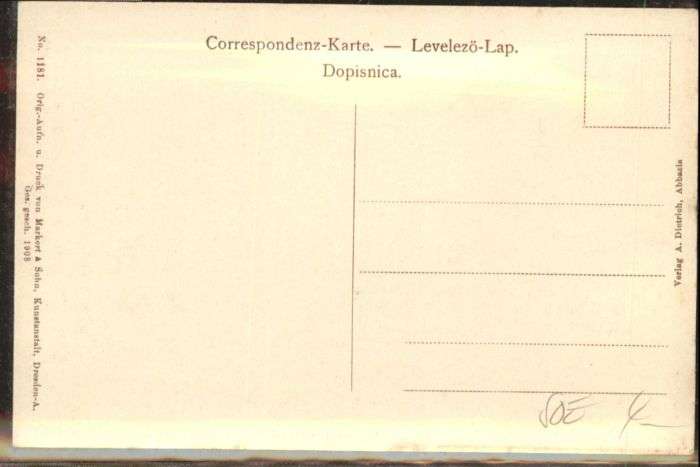 Correspondenz-Karte. — Levelező-Lap.
Dopisnica.
No. 1181. Orig.-Aufn. u. Druck von Markert & Sohn, Kunstanstalt, Dresden-A.
Ges. gesch. 1908
Verlag A. Dietrich, Abbazia